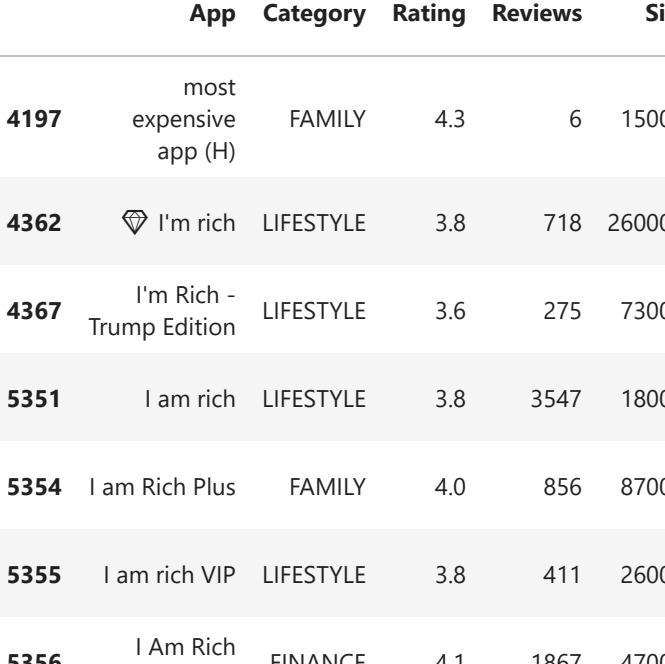 App Category Rating Reviews Si
most
4197 expensive FAMILY 4.3 6 1500
app (H)
4362 I'm rich LIFESTYLE 3.8 718 26000
I'm Rich -
4367 LIFESTYLE 3.6 275 7300
Trump Edition
5351 I am rich LIFESTYLE 3.8 3547 1800
5354 I am Rich Plus FAMILY 4.0 856 8700
5355 I am rich VIP LIFESTYLE 3.8 411 2600
I Am Rich
5356 FINANCE 4.1 1867 4700